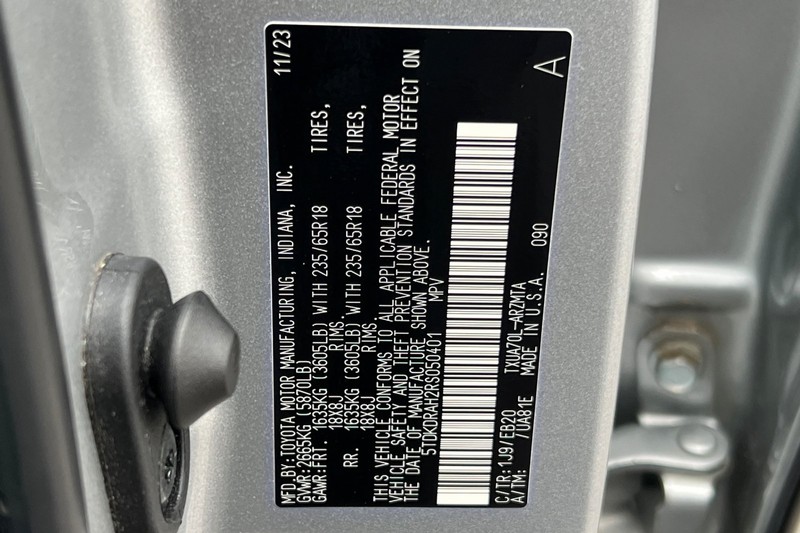 MFD.BY:TOYOTA MOTOR MANUFACTURING, INDIANA, INC. 11/23
GVWR:2665KG (5870LB)
GAWR:FRT. 1635KG (3605LB) WITH 235/65R18 TIRES,
18X8J RIMS.
RR. 1635KG (3605LB) WITH 235/65R18 TIRES,
18X8J RIMS.
THIS VEHICLE CONFORMS TO ALL APPLICABLE FEDERAL MOTOR
VEHICLE SAFETY AND THEFT PREVENTION STANDARDS IN EFFECT ON
THE DATE OF MANUFACTURE SHOWN ABOVE.
5TDKDRAH2RS050401 MPV
C/TR:1J9/EB20 TXUA70L-ARZMTA
A/TM: /UA81E MADE IN U.S.A. 090 A